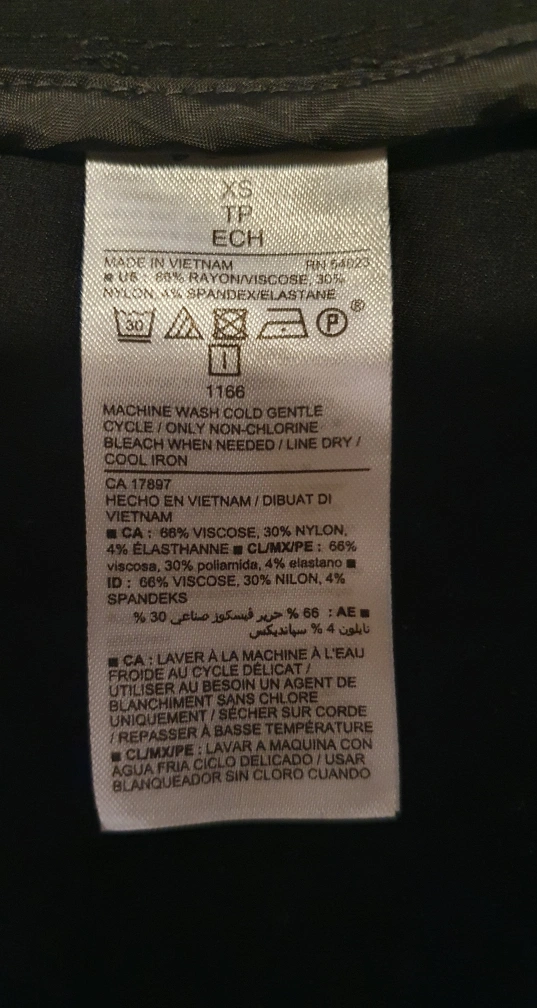 XS
TP
ECH
MADE IN VIETNAM RN 54023
■ US : 66% RAYON/VISCOSE, 30%
NYLON, 4% SPANDEX/ELASTANE
30 P ®
1166
MACHINE WASH COLD GENTLE
CYCLE / ONLY NON-CHLORINE
BLEACH WHEN NEEDED / LINE DRY /
COOL IRON
CA 17897
HECHO EN VIETNAM / DIBUAT DI
VIETNAM
■ CA : 66% VISCOSE, 30% NYLON,
4% ÉLASTHANNE ■ CL/MX/PE : 66%
viscosa, 30% poliamida, 4% elastano ■
ID : 66% VISCOSE, 30% NILON, 4%
SPANDEKS
■ AE : 66 % حرير ڤيسكوز صناعي 30 %
نايلون 4 % سپانديكس
■ CA : LAVER À LA MACHINE À L'EAU
FROIDE AU CYCLE DÉLICAT /
UTILISER AU BESOIN UN AGENT DE
BLANCHIMENT SANS CHLORE
UNIQUEMENT / SÉCHER SUR CORDE
/ REPASSER À BASSE TEMPÉRATURE
■ CL/MX/PE : LAVAR A MAQUINA CON
AGUA FRIA CICLO DELICADO / USAR
BLANQUEADOR SIN CLORO CUANDO